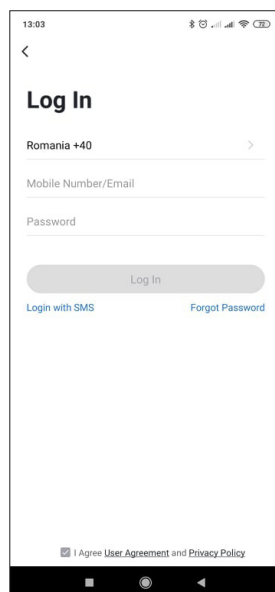 13:03
72
Log In
Romania +40
Mobile Number/Email
Password
Log In
Login with SMS Forgot Password
I Agree User Agreement and Privacy Policy